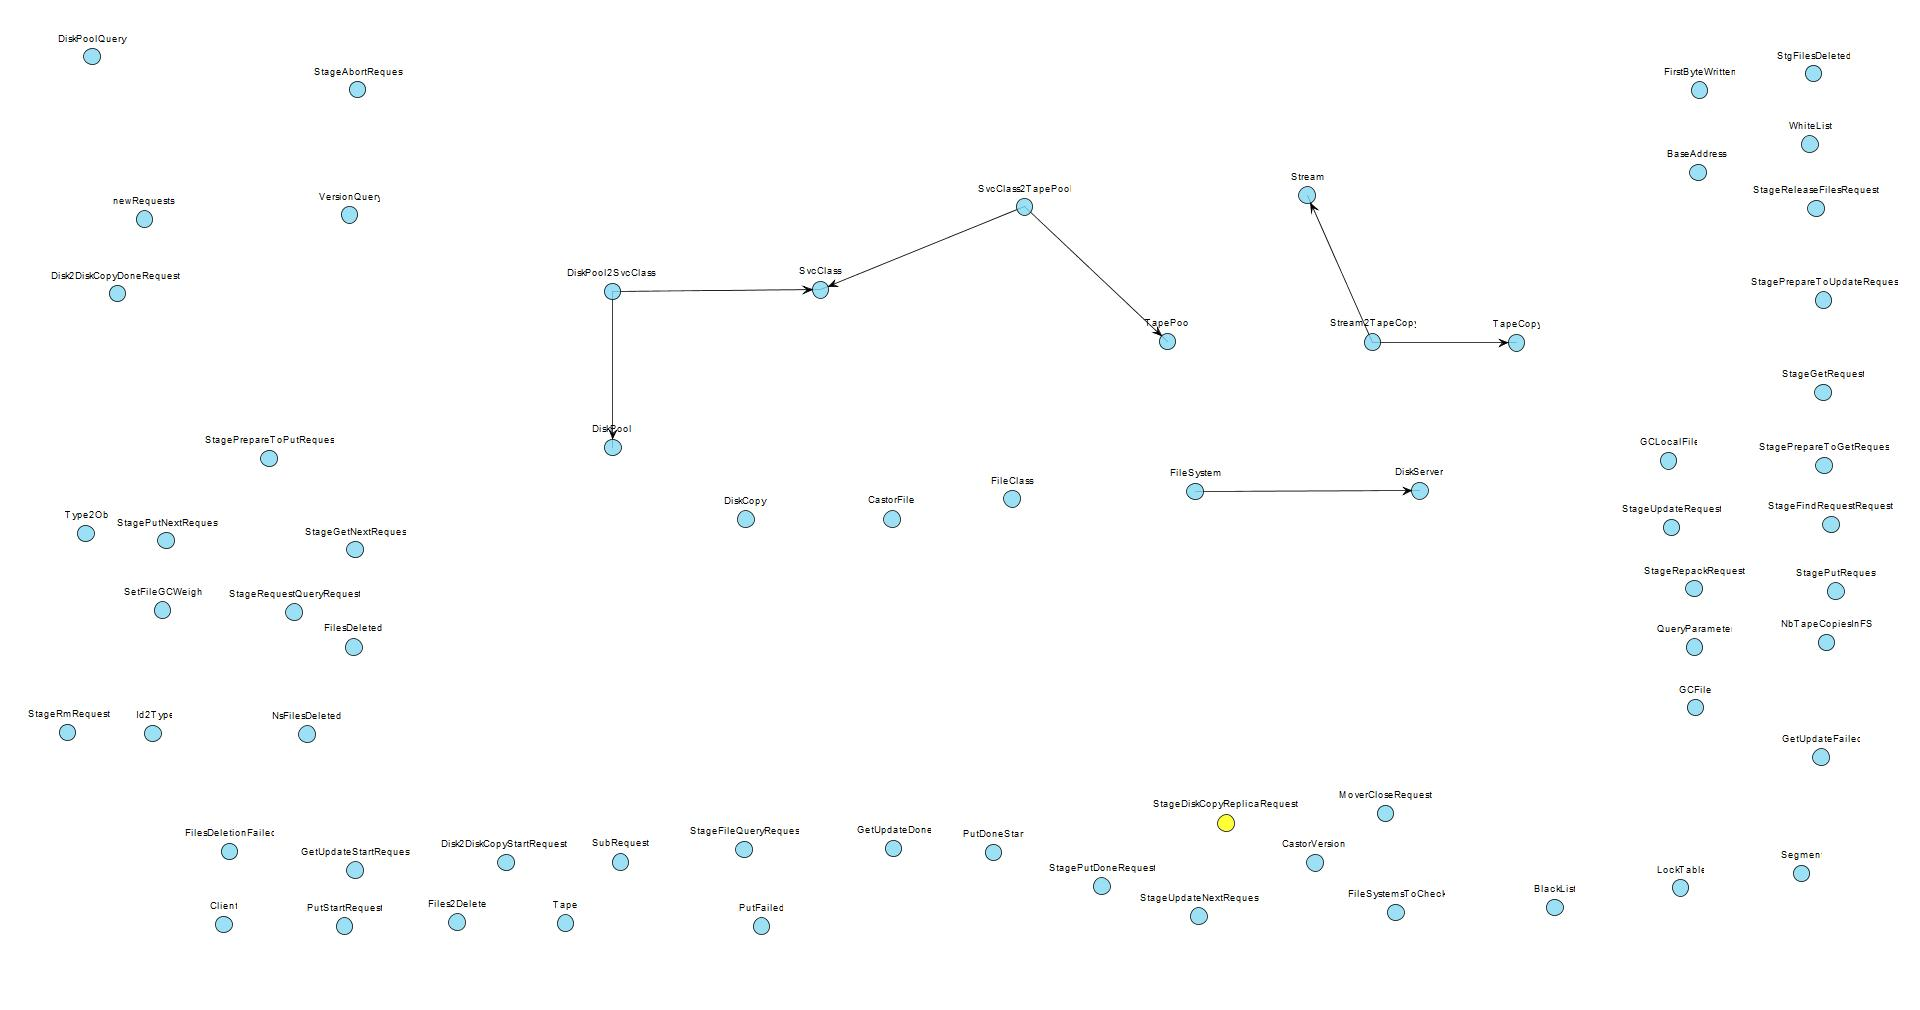 DiskPoolQuery
StageAbortReques
StgFilesDeleted
FirstByteWritten
WhiteList
BaseAddress
Stream
SvcClass2TapePool
StageReleaseFilesRequest
newRequests
VersionQuery
Disk2DiskCopyDoneRequest
DiskPool2SvcClass
SvcClass
StagePrepareToUpdateReques
TapePoo
Stream2TapeCopy
TapeCopy
StageGetRequest
DiskPool
StagePrepareToPutReques
GCLocalFile
StagePrepareToGetReques
FileSystem
DiskServer
FileClass
DiskCopy
CastorFile
StageUpdateRequest
StageFindRequestRequest
Type2Ob
StagePutNextReques
StageGetNextReques
StageRepackRequest
StagePutReques
SetFileGCWeigh
StageRequestQueryRequest
FilesDeleted
QueryParamete
NbTapeCopiesInFS
GCFile
StageRmRequest
Id2Type
NsFilesDeleted
GetUpdateFailed
MoverCloseRequest
StageDiskCopyReplicaRequest
FilesDeletionFailed
GetUpdateStartReques
Disk2DiskCopyStartRequest
SubRequest
StageFileQueryReques
GetUpdateDone
PutDoneStar
CastorVersion
StagePutDoneRequest
LockTable
Segmen
Client
PutStartRequest
Files2Delete
Tape
PutFailed
StageUpdateNextReques
FileSystemsToCheck
BlackList